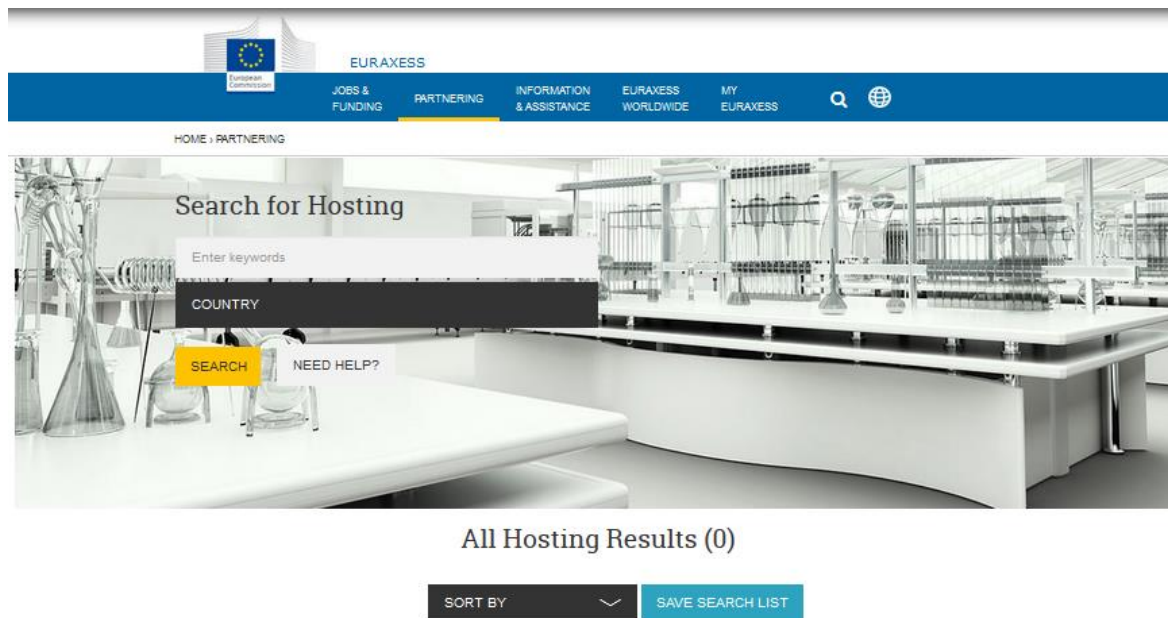 European
Commission
EURAXESS
JOBS &
FUNDING
PARTNERING
INFORMATION
& ASSISTANCE
EURAXESS
WORLDWIDE
MY
EURAXESS
HOME › PARTNERING
Search for Hosting
Enter keywords
COUNTRY
SEARCH
NEED HELP?
All Hosting Results (0)
SORT BY
SAVE SEARCH LIST